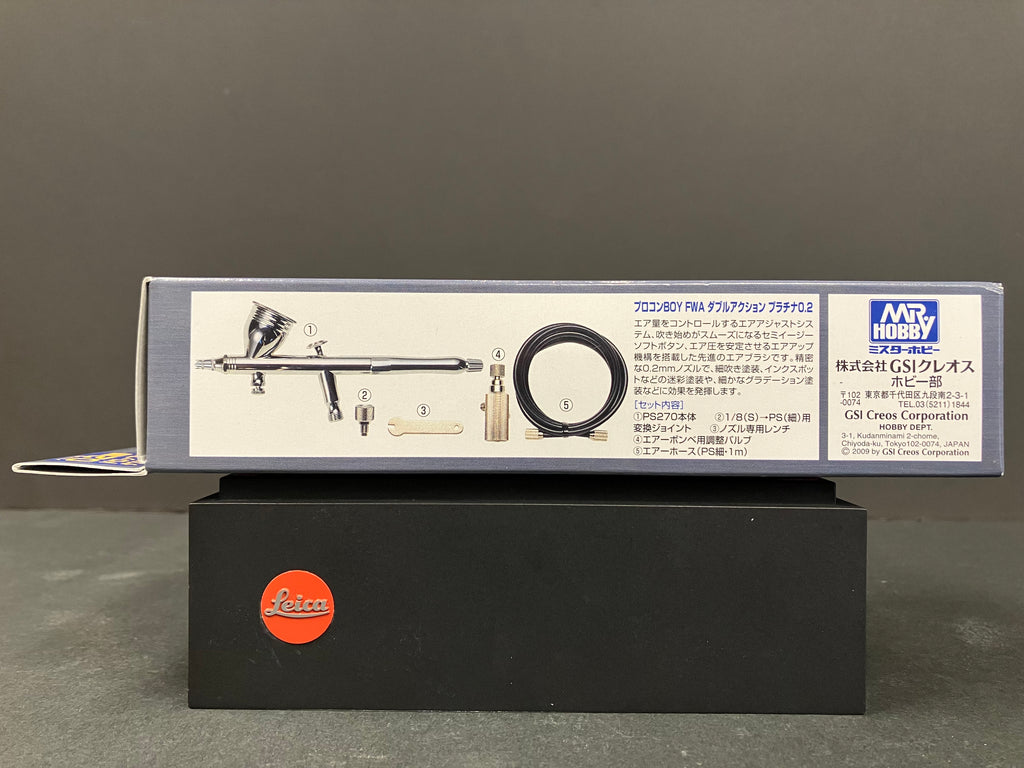 ①
②
③
④
⑤
プロコンBOY FWA ダブルアクション プラチナ0.2
エア量をコントロールするエアアジャストシス
テム、吹き始めがスムーズになるセミイージー
ソフトボタン、エア圧を安定させるエアアップ
機構を搭載した先進のエアブラシです。精密
な0.2mmノズルで、細吹き塗装、インクスポッ
トなどの迷彩塗装や、細かなグラデーション塗
装などに効果を発揮します。
[セット内容]
①PS270本体 ②1/8(S)→PS(細)用
変換ジョイント ③ノズル専用レンチ
④エアーボンベ用調整バルブ
⑤エアーホース(PS細・1m)
MR. HOBBY
ミスターホビー
株式会社 GSIクレオス
ホビー部
〒102-0074 東京都千代田区九段南2-3-1
TEL.03(5211)1844
GSI Creos Corporation
HOBBY DEPT.
3-1, Kudanminami 2-chome,
Chiyoda-ku, Tokyo102-0074, JAPAN
© 2009 by GSI Creos Corporation
Leica